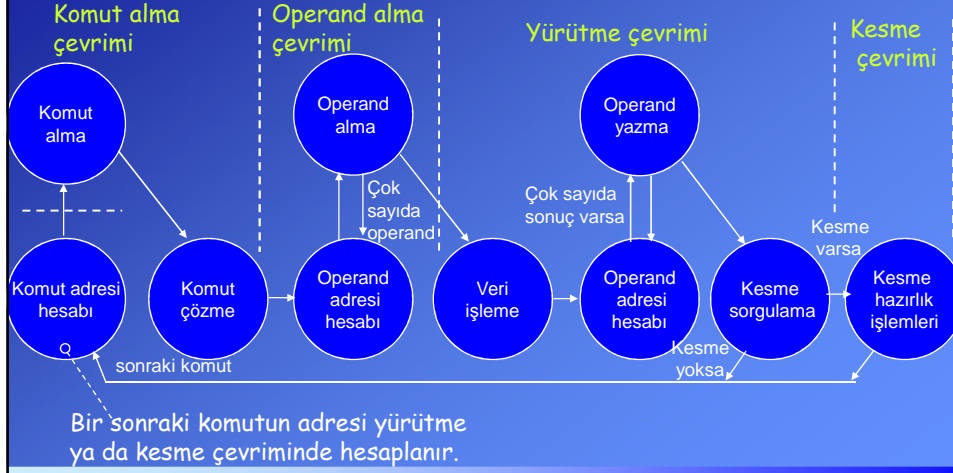 Komut alma
çevrimi
Operand alma
çevrimi
Yürütme çevrimi
Kesme
çevrimi
Komut
alma
Operand
alma
Operand
yazma
Çok
sayıda
operand
Çok sayıda
sonuç varsa
Kesme
varsa
Komut adresi
hesabı
Komut
çözme
Operand
adresi
hesabı
Veri
işleme
Operand
adresi
hesabı
Kesme
sorgulama
Kesme
hazırlık
işlemleri
sonraki komut
Kesme
yoksa
Bir sonraki komutun adresi yürütme
ya da kesme çevriminde hesaplanır.